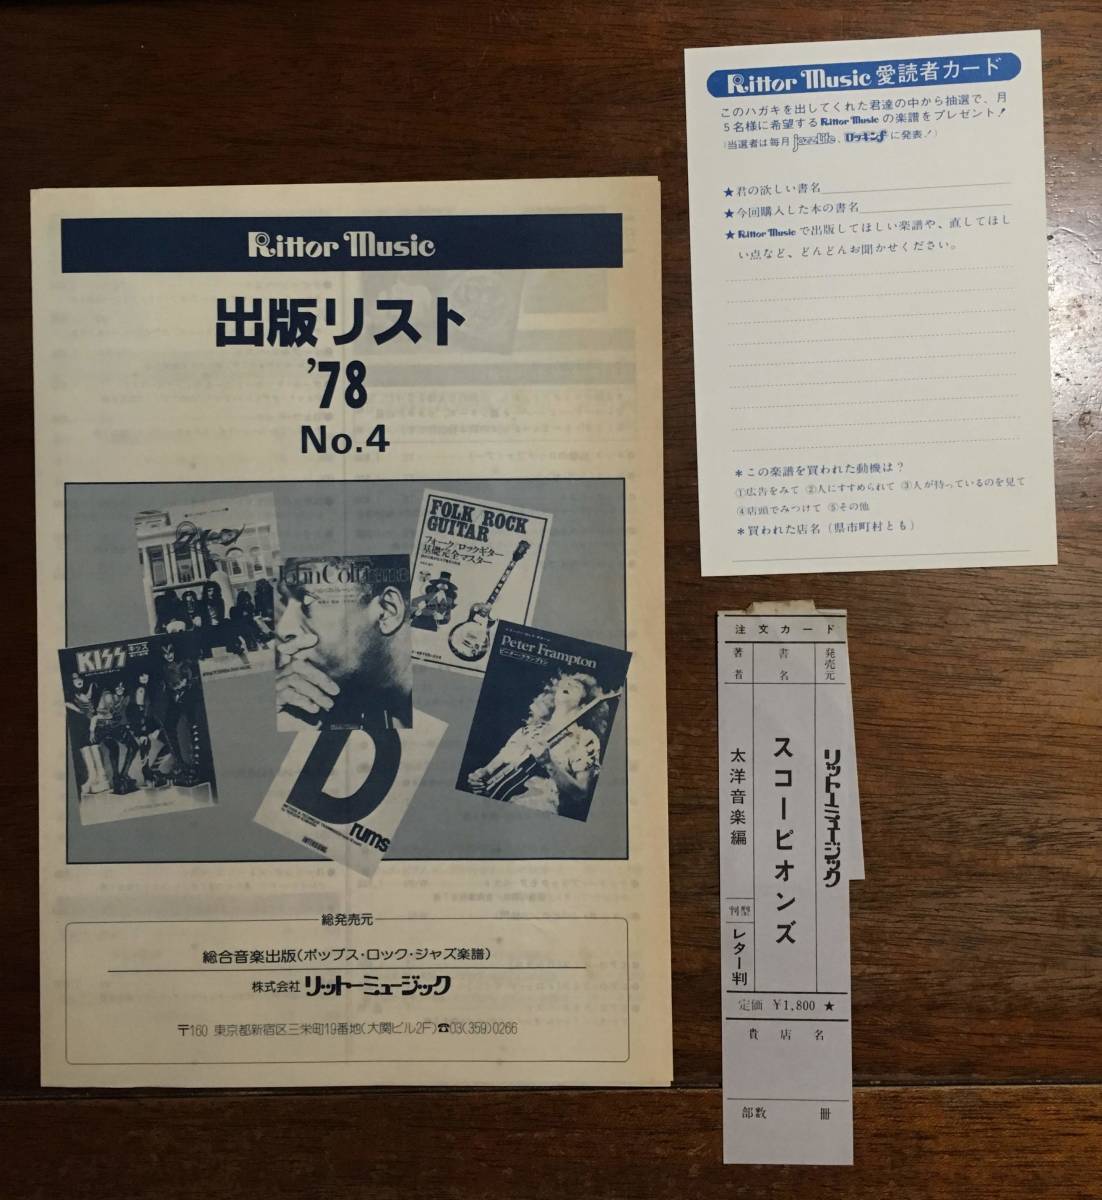 Rittor Music
出版リスト
'78
No.4
FOLK ROCK
GUITAR
フォーク/ロックギター
基礎完全マスター
John Coltrane
KISS
キッス
Peter Frampton
ピーター・フランプトン
Drums
総発売元
総合音楽出版(ポップス・ロック・ジャズ楽譜)
株式会社 リットーミュージック
〒160 東京都新宿区三栄町19番地(大関ビル2F)☎03(359)0266
Rittor Music 愛読者カード
このハガキを出してくれた君達の中から抽選で、月
5名様に希望するRittor Musicの楽譜をプレゼント!
(当選者は毎月jazzLife、ロッキンfに発表!)
★君の欲しい書名
★今回購入した本の書名
★Rittor Musicで出版してほしい楽譜や、直してほし
い点など、どんどんお聞かせください。
*この楽譜を買われた動機は?
①広告をみて ②人にすすめられて ③人が持っているのを見て
④店頭でみつけて ⑤その他
*買われた店名(県市町村とも)
注文カード
発売元
リットーミュージック
書名
スコーピオンズ
著者
太洋音楽編
判型
レター判
定価 ¥1,800 ★
貴店名
部数 冊